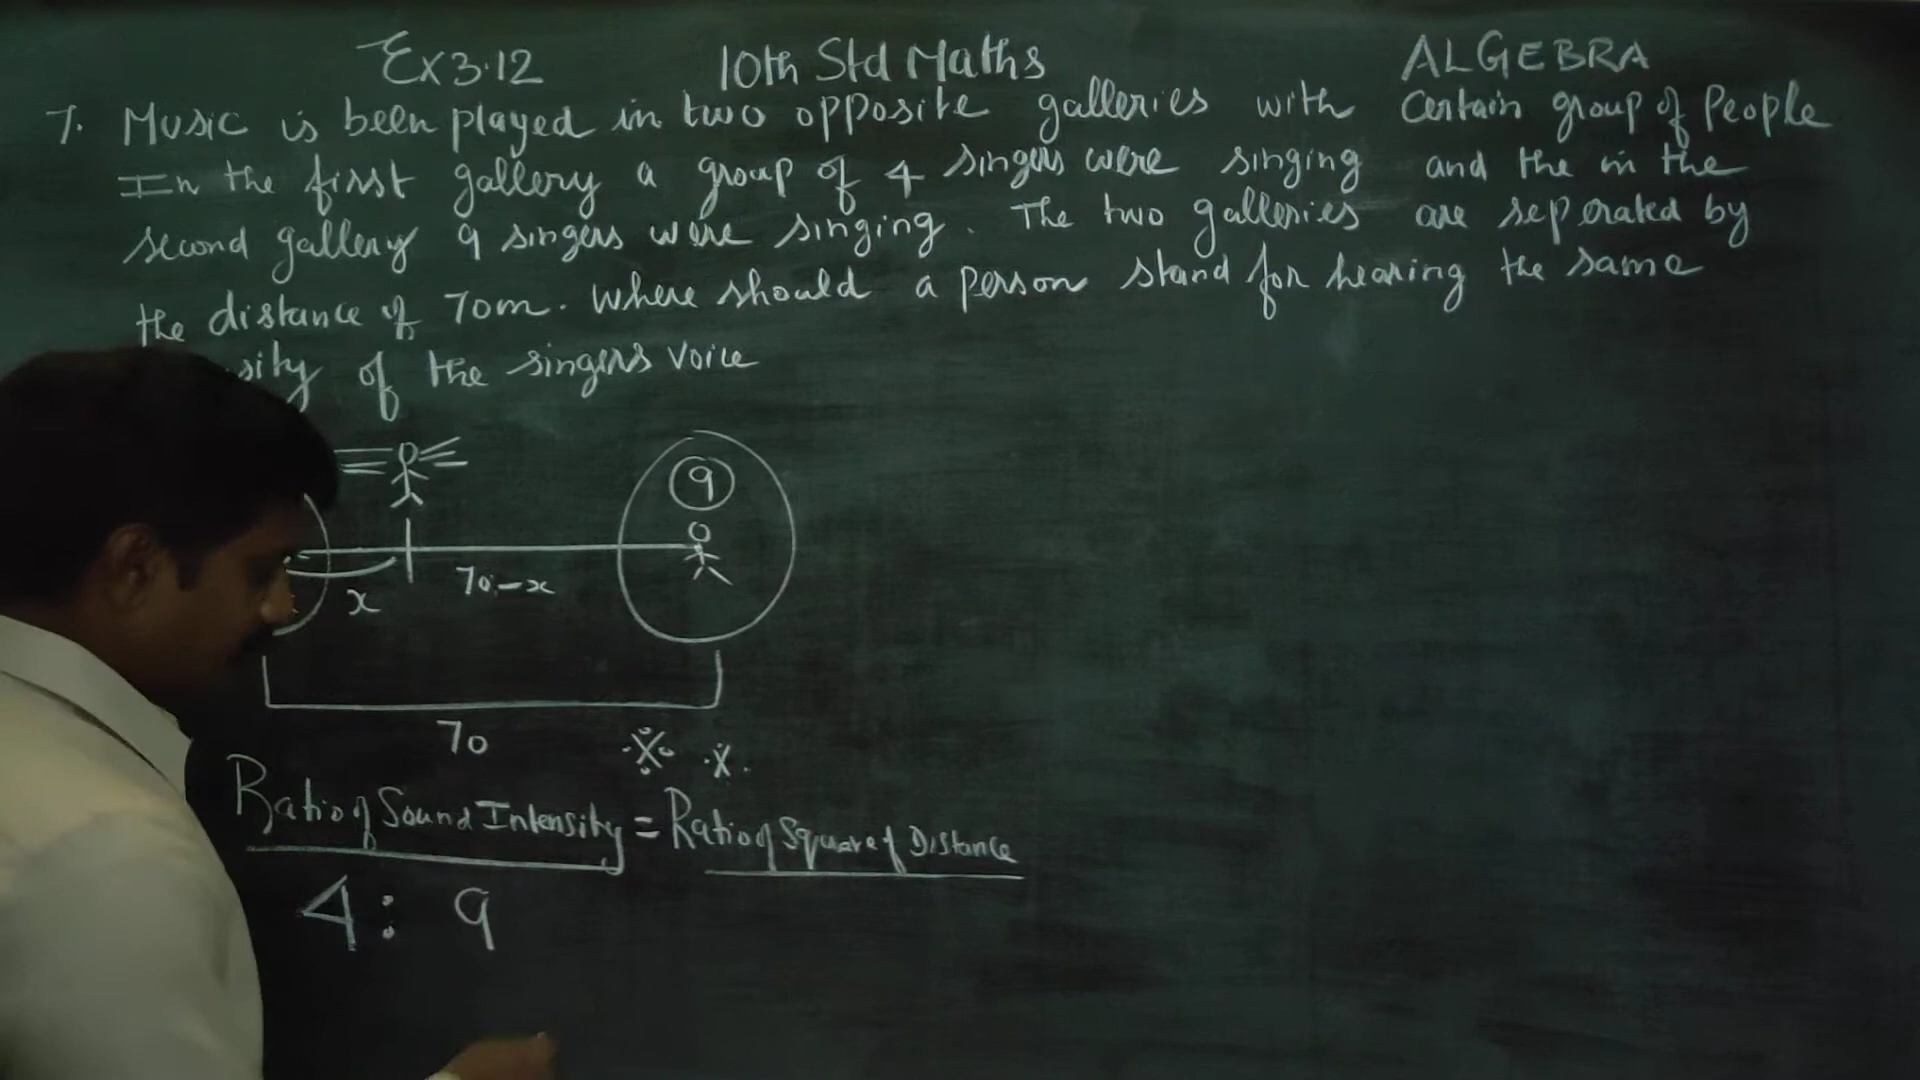 Ex 3.12 10th Std Maths ALGEBRA
7. Music is been played in two opposite galleries with Certain group of People
In the first gallery a group of 4 singers were singing and the in the
second gallery 9 singers were singing. The two galleries are seperated by
the distance of 70m. Where should a person stand for hearing the same
sity of the singers voice
9
x 70-x
70
Ratio of Sound Intensity = Ratio of Square of Distance
4 : 9